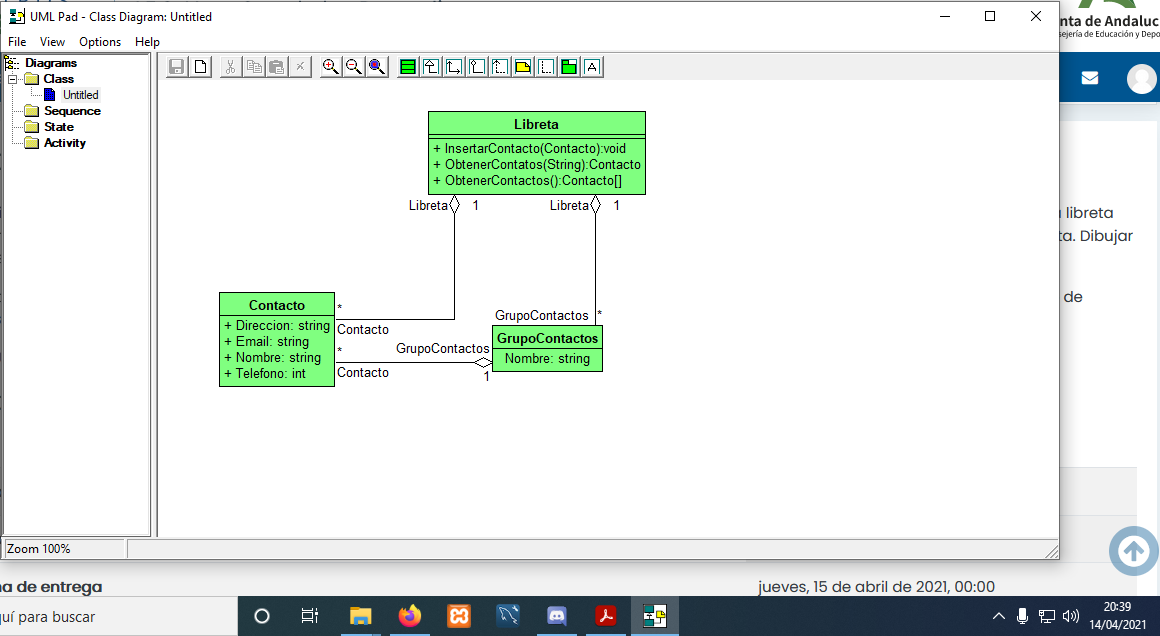 UML Pad - Class Diagram: Untitled
File View Options Help
Diagrams
Class
Untitled
Sequence
State
Activity
A
Libreta
+ InsertarContacto(Contacto):void
+ ObtenerContatos(String):Contacto
+ ObtenerContactos():Contacto[]
Libreta 1 Libreta 1
Contacto
+ Direccion: string
+ Email: string
+ Nombre: string
+ Telefono: int
*
Contacto
*
Contacto
GrupoContactos *
GrupoContactos
1
GrupoContactos
Nombre: string
Zoom 100%
nta de Andaluc
sejería de Educación y Depo
libreta
ta. Dibujar
de
na de entrega
jueves, 15 de abril de 2021, 00:00
quí para buscar
20:39
14/04/2021